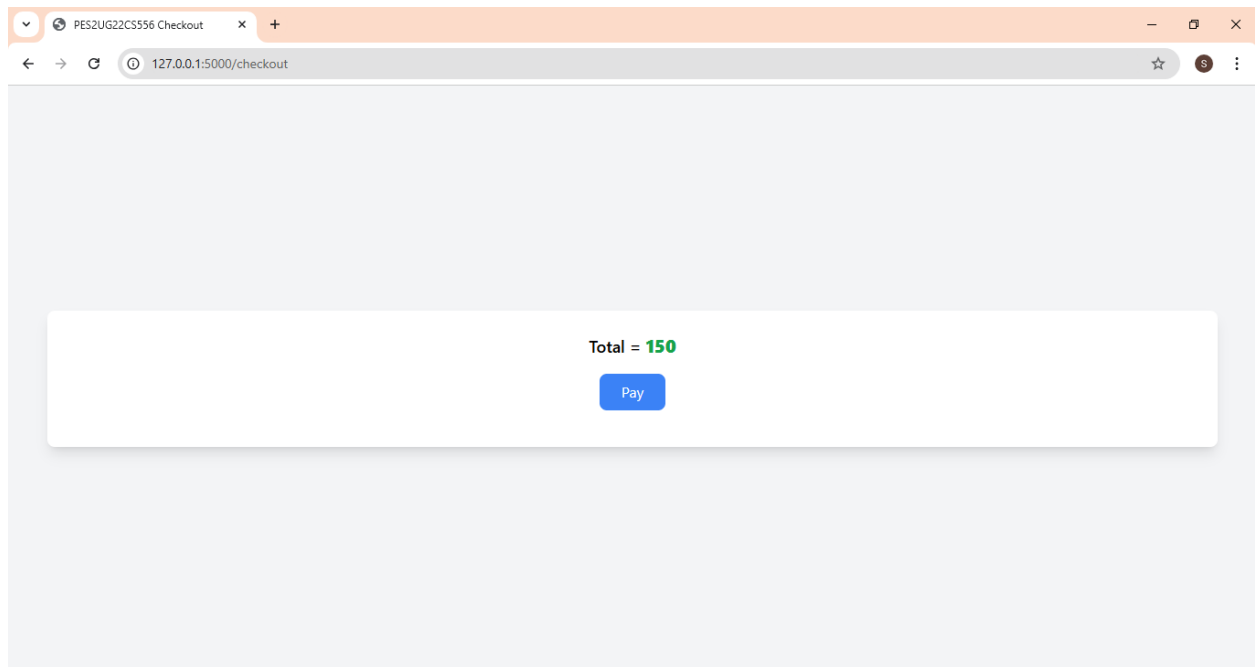 PES2UG22CS556 Checkout
127.0.0.1:5000/checkout
S
Total = 150
Pay